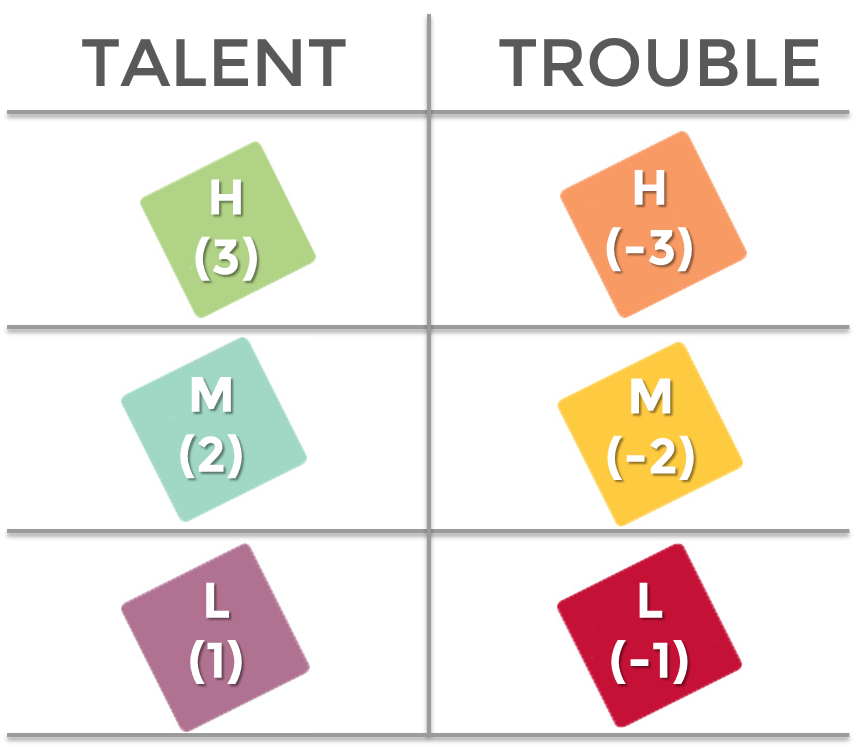 TALENT TROUBLE
H
(3)
H
(-3)
M
(2)
M
(-2)
L
(1)
L
(-1)